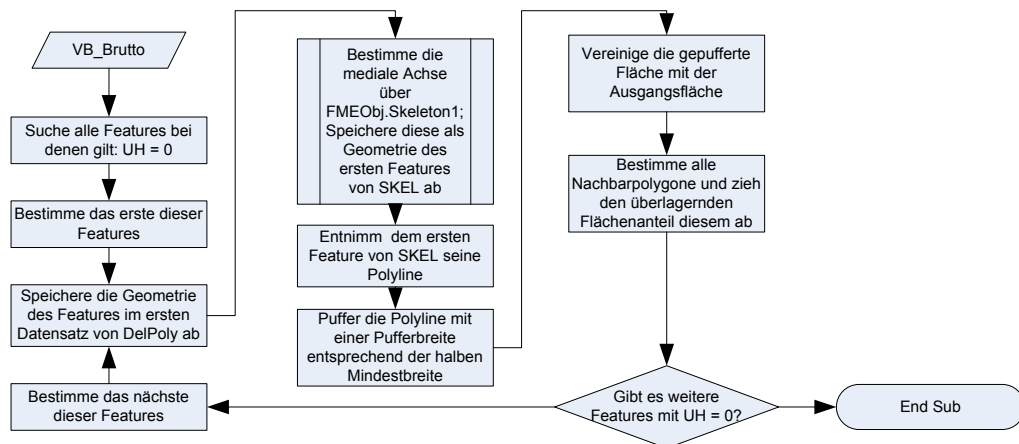 VB_Brutto
Suche alle Features bei
denen gilt: UH = 0
Bestimme das erste dieser
Features
Speichere die Geometrie
des Features im ersten
Datensatz von DelPoly ab
Bestimme das nächste
dieser Features
Bestimme die
mediale Achse
über
FMEObj.Skeleton1;
Speichere diese als
Geometrie des
ersten Features
von SKEL ab
Entnimm dem ersten
Feature von SKEL seine
Polyline
Puffer die Polyline mit
einer Pufferbreite
entsprechend der halben
Mindestbreite
Vereinige die gepufferte
Fläche mit der
Ausgangsfläche
Bestimme alle
Nachbarpolygone und zieh
den überlagernden
Flächenanteil diesem ab
Gibt es weitere
Features mit UH = 0?
End Sub